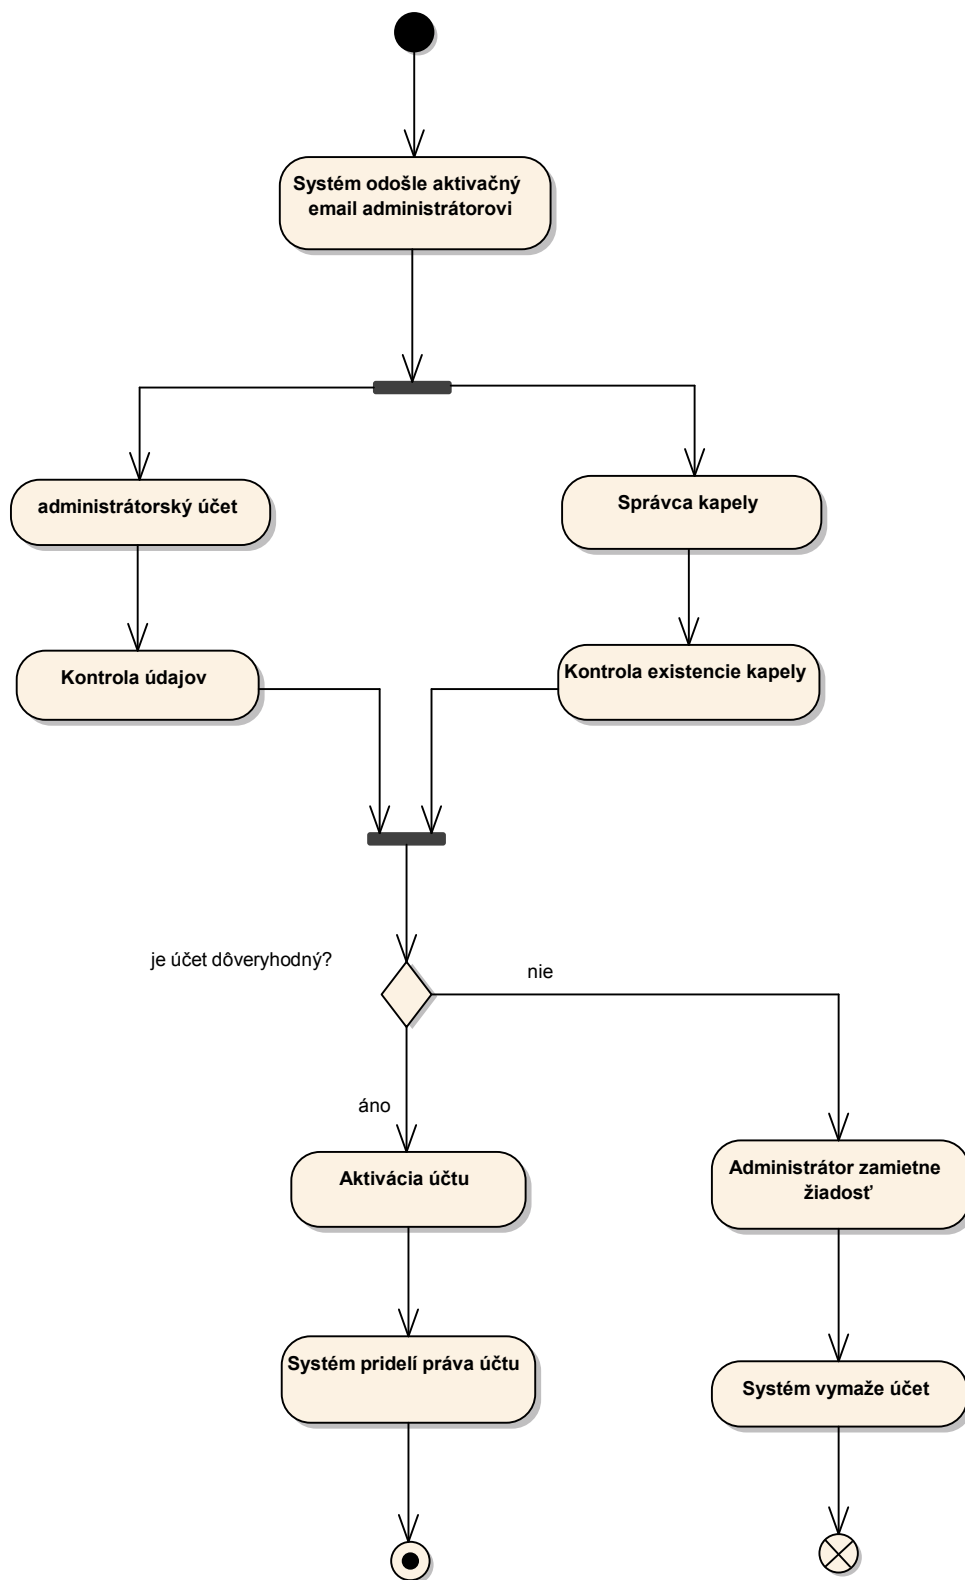 Systém odošle aktivačný
email administrátorovi
administrátorský účet
Správca kapely
Kontrola údajov
Kontrola existencie kapely
je účet dôveryhodný?
nie
áno
Aktivácia účtu
Administrátor zamietne
žiadosť
Systém pridelí práva účtu
Systém vymaže účet